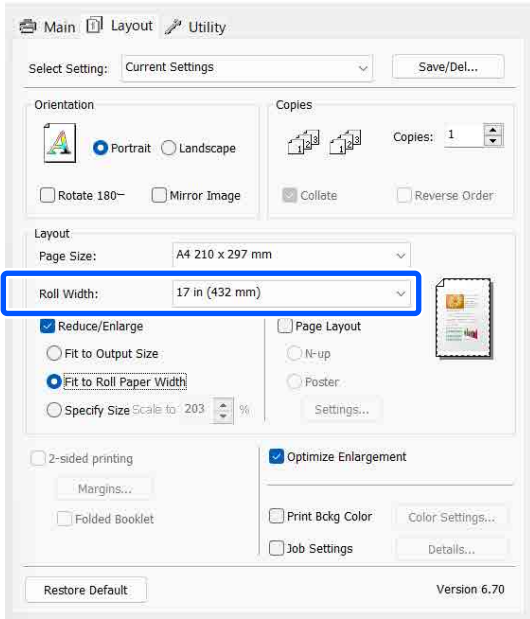 Main Layout Utility
Select Setting: Current Settings Save/Del...
Orientation
Portrait Landscape
Rotate 180° Mirror Image
Copies
Copies: 1
Collate Reverse Order
Layout
Page Size: A4 210 x 297 mm
Roll Width: 17 in (432 mm)
Reduce/Enlarge
Fit to Output Size
Fit to Roll Paper Width
Specify Size Scale to 203 %
Page Layout
N-up
Poster
Settings...
2-sided printing
Margins...
Folded Booklet
Optimize Enlargement
Print Bckg Color Color Settings...
Job Settings Details...
Restore Default Version 6.70